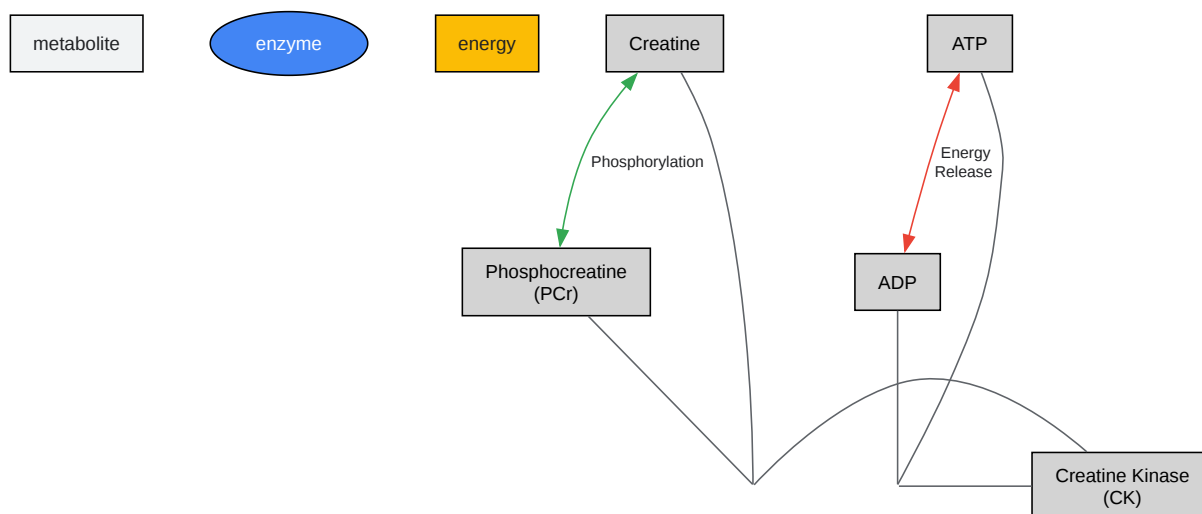 metabolite
enzyme
energy
Creatine
ATP
Phosphorylation
Energy
Release
Phosphocreatine
(PCr)
ADP
Creatine Kinase
(CK)